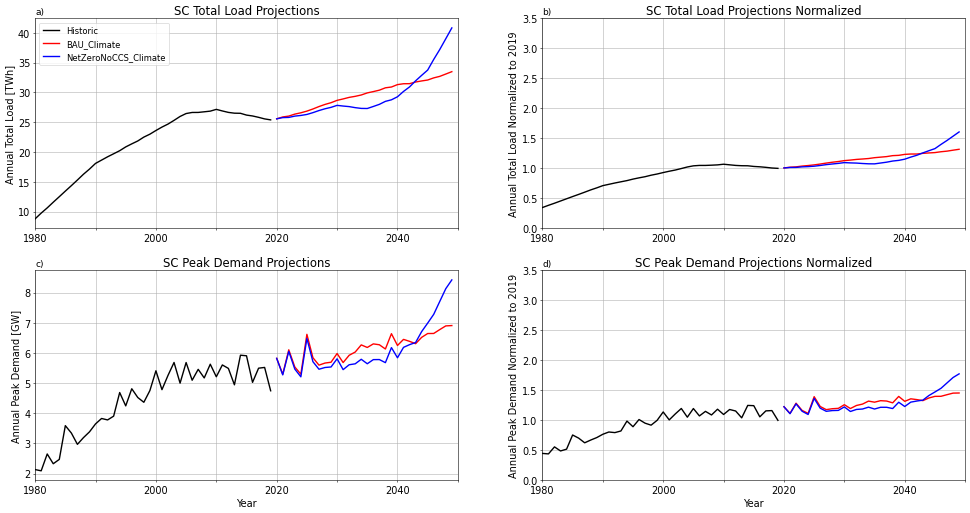 a)
SC Total Load Projections
Annual Total Load [TWh]
40
35
30
25
20
15
10
Historic
BAU_Climate
NetZeroNoCCS_Climate
1980
2000
2020
2040
b)
SC Total Load Projections Normalized
Annual Total Load Normalized to 2019
3.5
3.0
2.5
2.0
1.5
1.0
0.5
0.0
1980
2000
2020
2040
c)
SC Peak Demand Projections
Annual Peak Demand [GW]
8
7
6
5
4
3
2
1980
2000
2020
2040
Year
d)
SC Peak Demand Projections Normalized
Annual Peak Demand Normalized to 2019
3.5
3.0
2.5
2.0
1.5
1.0
0.5
0.0
1980
2000
2020
2040
Year